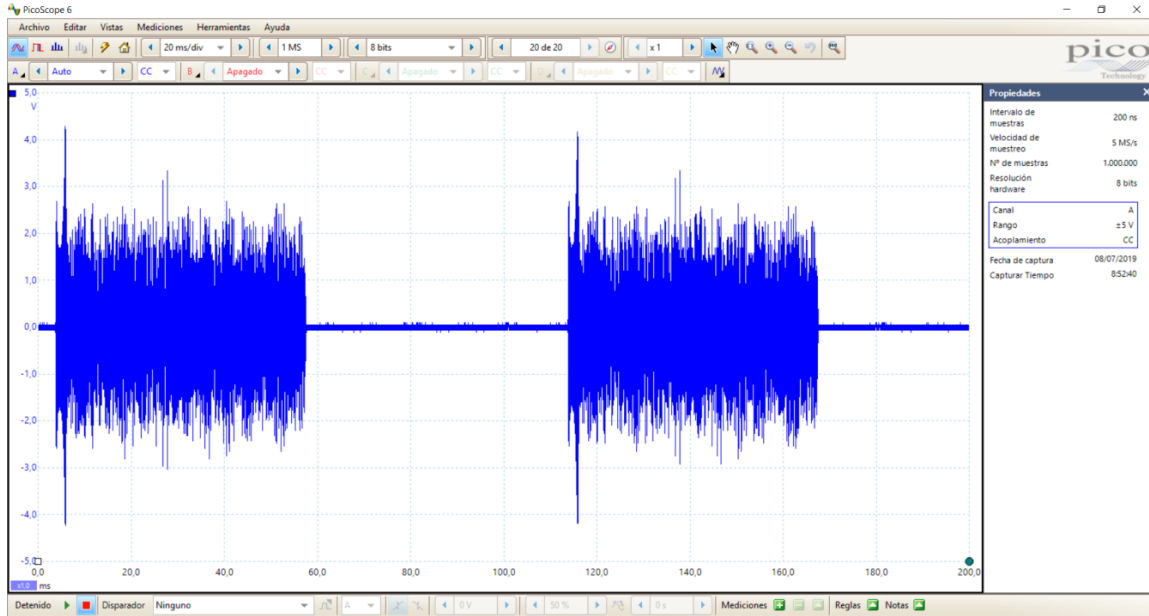 PicoScope 6
Archivo Editar Vistas Mediciones Herramientas Ayuda
20 ms/div 1 MS 8 bits 20 de 20 x 1
A Auto CC B Apagado CC C Apagado CC D Apagado CC
pico
Technology
5,0
V
4,0
3,0
2,0
1,0
0,0
-1,0
-2,0
-3,0
-4,0
-5,0
0,0 20,0 40,0 60,0 80,0 100,0 120,0 140,0 160,0 180,0 200,0
x1,0 ms
Propiedades
Intervalo de muestras 200 ns
Velocidad de muestreo 5 MS/s
Nº de muestras 1.000.000
Resolución hardware 8 bits
Canal A
Rango ±5 V
Acoplamiento CC
Fecha de captura 08/07/2019
Capturar Tiempo 8:52:40
Detenido Disparador Ninguno A 0 V 50 % 0 s Mediciones Reglas Notas